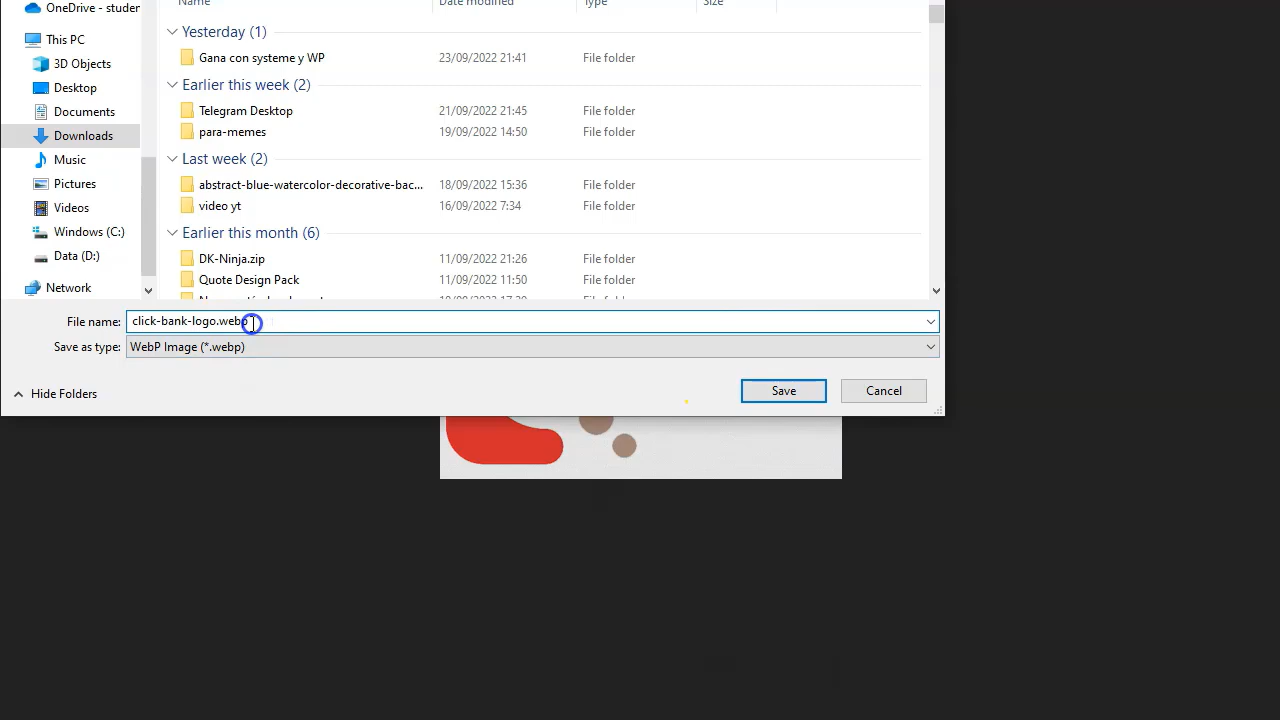 OneDrive - studen
This PC
3D Objects
Desktop
Documents
Downloads
Music
Pictures
Videos
Windows (C:)
Data (D:)
Network
Name Date modified Type Size
Yesterday (1)
Gana con systeme y WP 23/09/2022 21:41 File folder
Earlier this week (2)
Telegram Desktop 21/09/2022 21:45 File folder
para-memes 19/09/2022 14:50 File folder
Last week (2)
abstract-blue-watercolor-decorative-bac... 18/09/2022 15:36 File folder
video yt 16/09/2022 7:34 File folder
Earlier this month (6)
DK-Ninja.zip 11/09/2022 21:26 File folder
Quote Design Pack 11/09/2022 11:50 File folder
File name: click-bank-logo.webp
Save as type: WebP Image (*.webp)
Hide Folders Save Cancel